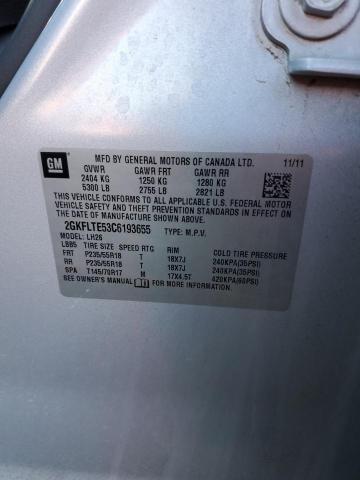 GM
MFD BY GENERAL MOTORS OF CANADA LTD. 11/11
GVWR GAWR FRT GAWR RR
2404 KG 1250 KG 1280 KG
5300 LB 2755 LB 2821 LB
THIS VEHICLE CONFORMS TO ALL APPLICABLE U.S. FEDERAL MOTOR
VEHICLE SAFETY AND THEFT PREVENTION STANDARDS IN
EFFECT ON THE DATE OF MANUFACTURE SHOWN ABOVE.
2GKFLTE53C6193655 TYPE: M.P.V.
MODEL: LH26
LBB5 TIRE SIZE SPEED RTG RIM COLD TIRE PRESSURE
FRT P235/55R18 T 18X7J 240KPA(35PSI)
RR P235/55R18 T 18X7J 240KPA(35PSI)
SPA T145/70R17 M 17X4.5T 420KPA(60PSI)
SEE OWNER'S MANUAL FOR MORE INFORMATION.